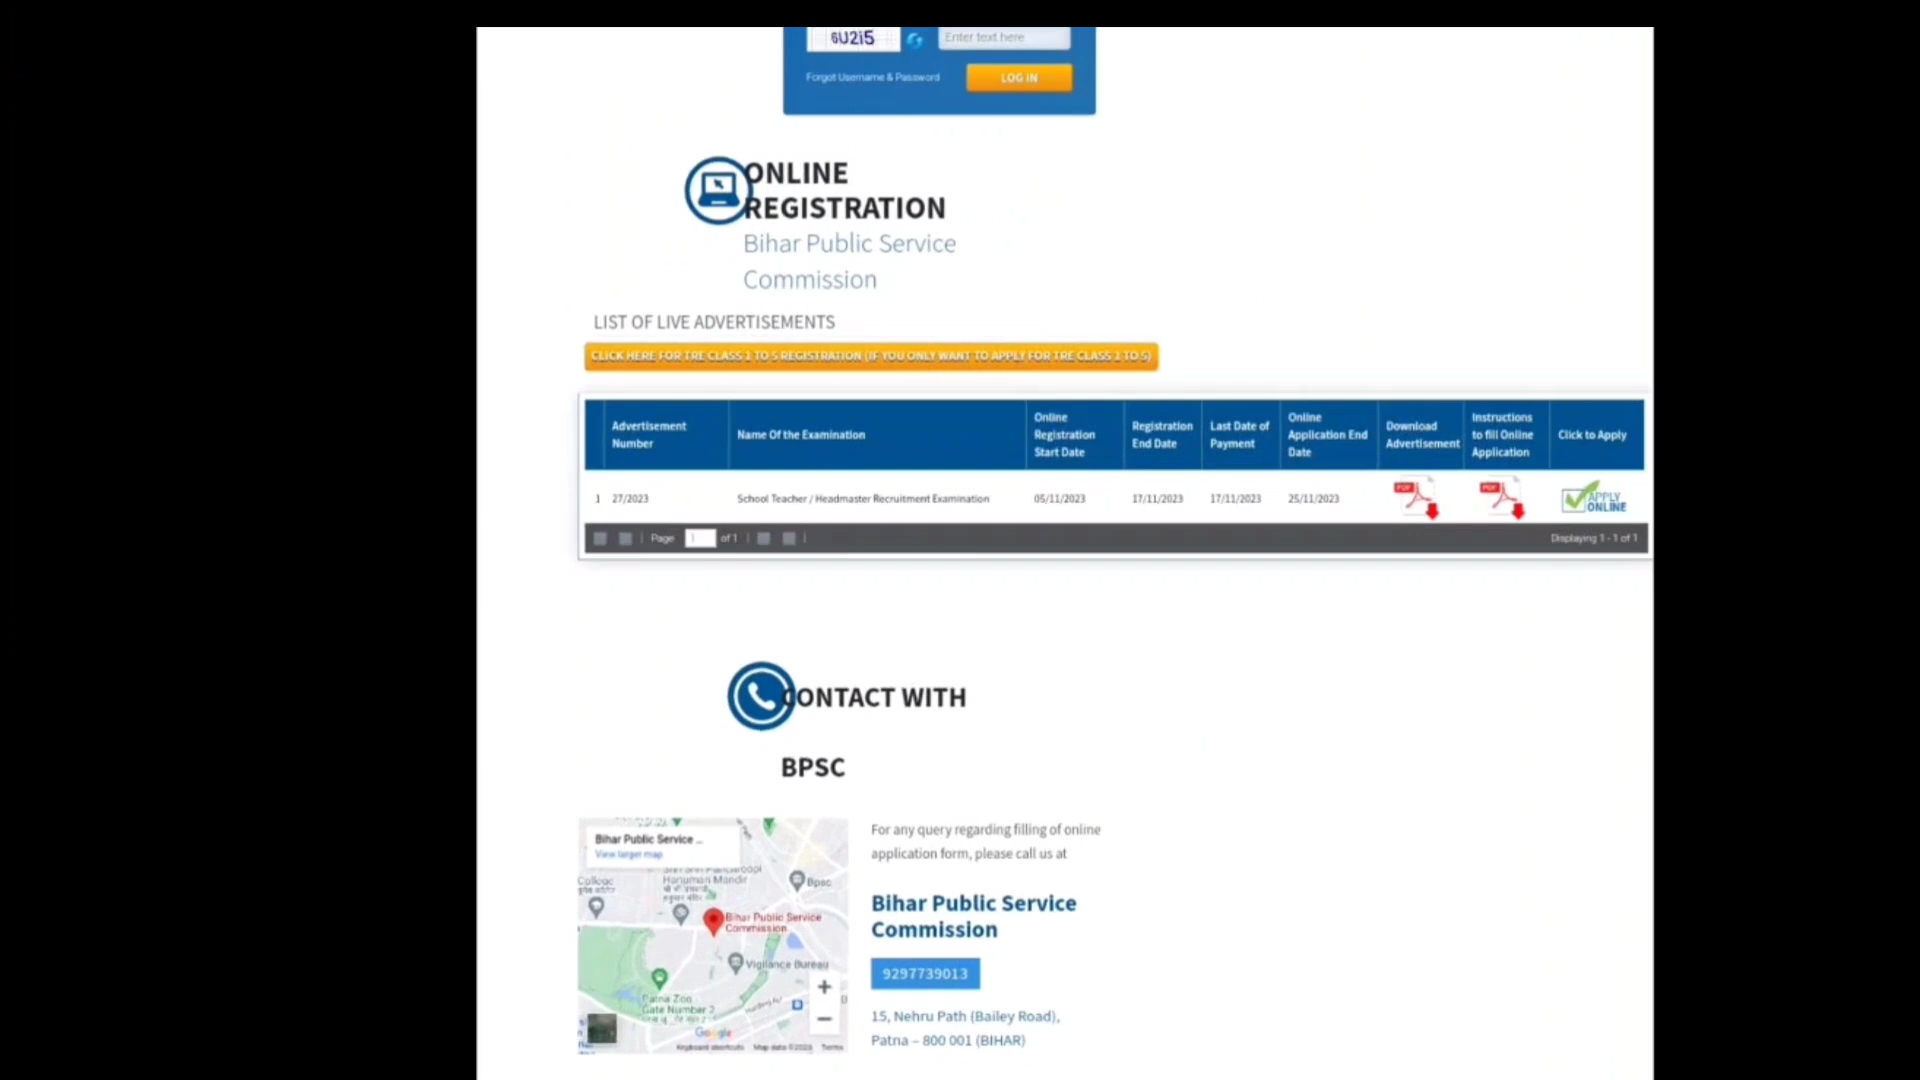 6U2i5
Enter text here
Forgot Username & Password
LOG IN
ONLINE
REGISTRATION
Bihar Public Service
Commission
LIST OF LIVE ADVERTISEMENTS
CLICK HERE FOR TRE CLASS 1 TO 5 REGISTRATION (IF YOU ONLY WANT TO APPLY FOR TRE CLASS 1 TO 5)
Advertisement Number
Name Of the Examination
Online Registration Start Date
Registration End Date
Last Date of Payment
Online Application End Date
Download Advertisement
Instructions to fill Online Application
Click to Apply
1 27/2023 School Teacher / Headmaster Recruitment Examination 05/11/2023 17/11/2023 17/11/2023 25/11/2023 PDF PDF APPLY ONLINE
Page 1 of 1
Displaying 1 - 1 of 1
CONTACT WITH
BPSC
Bihar Public Service ...
View larger map
College
Hanuman Mandir
Bpsc
Bihar Public Service
Commission
Vigilance Bureau
Patna Zoo
Gate Number 2
Google
Keyboard shortcuts
Terms
For any query regarding filling of online
application form, please call us at
Bihar Public Service
Commission
9297739013
15, Nehru Path (Bailey Road),
Patna – 800 001 (BIHAR)